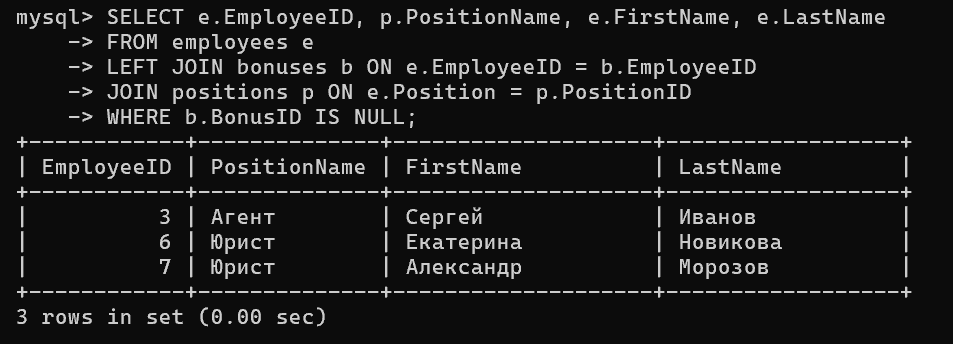 mysql> SELECT e.EmployeeID, p.PositionName, e.FirstName, e.LastName
    -> FROM employees e
    -> LEFT JOIN bonuses b ON e.EmployeeID = b.EmployeeID
    -> JOIN positions p ON e.Position = p.PositionID
    -> WHERE b.BonusID IS NULL;
+------------+--------------+--------------------+------------------+
| EmployeeID | PositionName | FirstName          | LastName         |
+------------+--------------+--------------------+------------------+
|          3 | Агент        | Сергей             | Иванов           |
|          6 | Юрист        | Екатерина          | Новикова         |
|          7 | Юрист        | Александр          | Морозов          |
+------------+--------------+--------------------+------------------+
3 rows in set (0.00 sec)